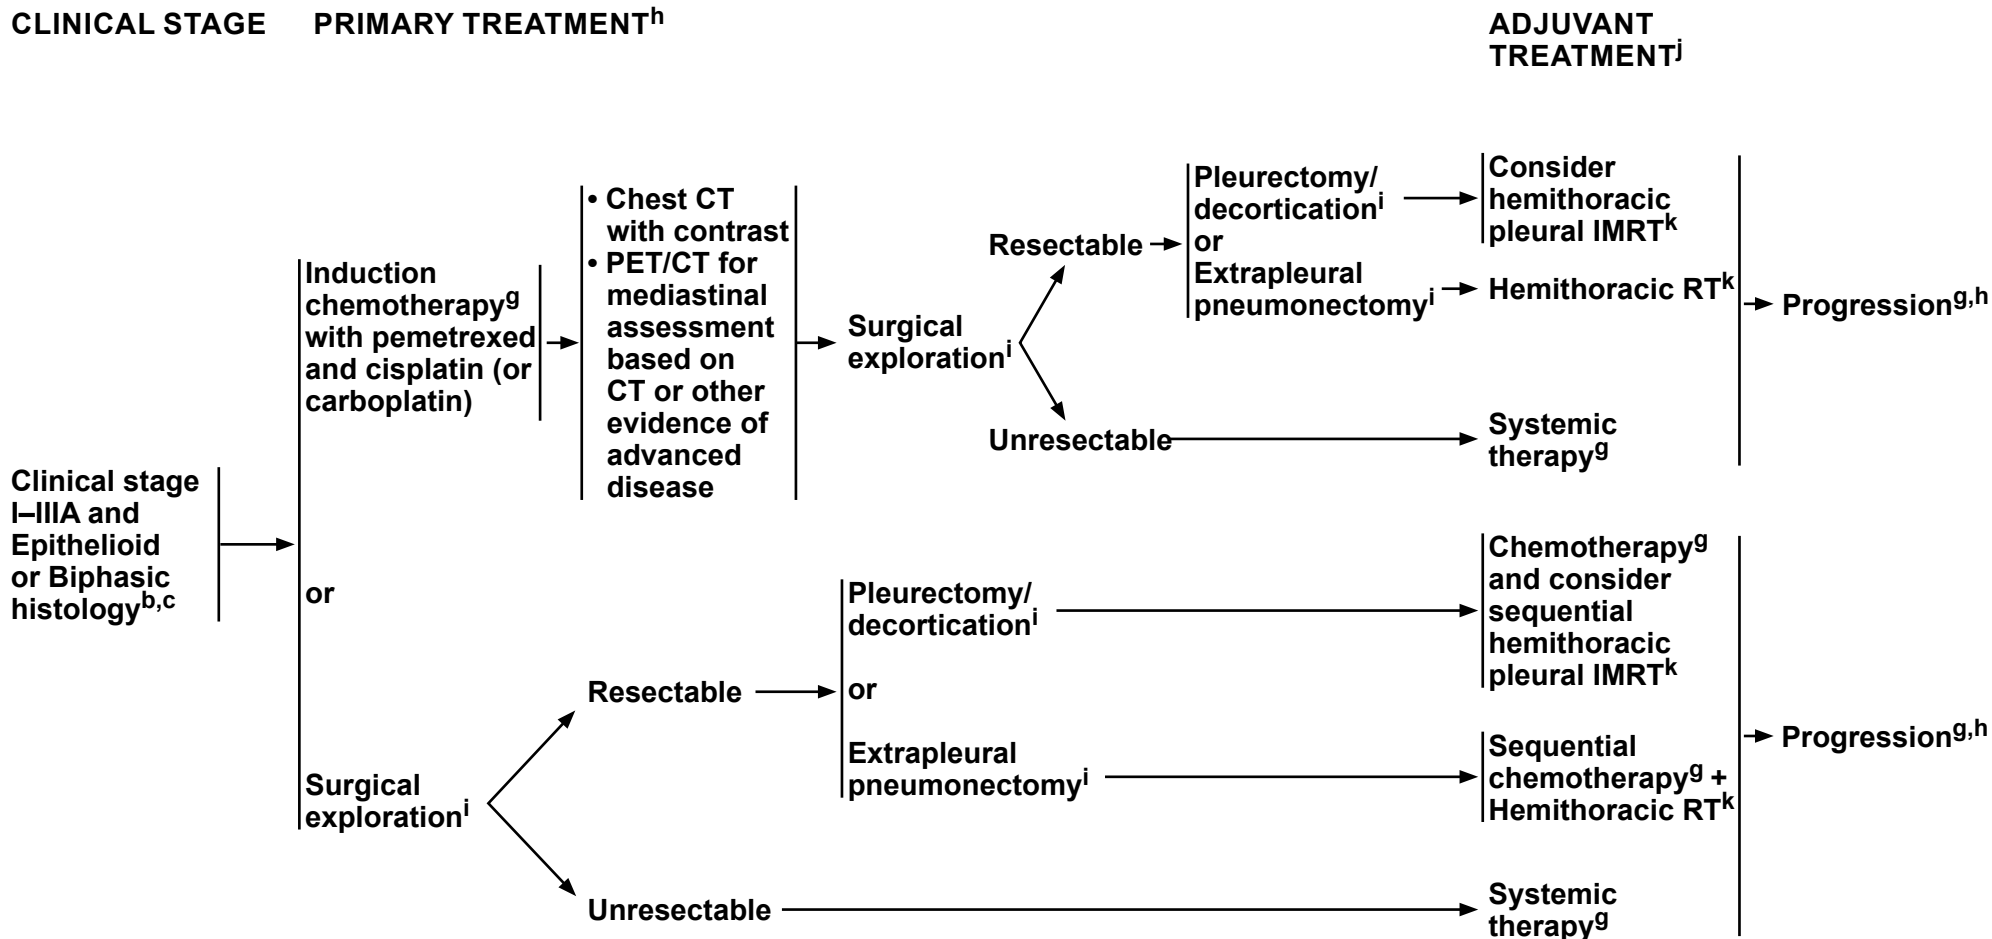 CLINICAL STAGE
PRIMARY TREATMENTh
ADJUVANT
TREATMENTj
Clinical stage
I–IIIA and
Epithelioid
or Biphasic
histologyb,c
Induction
chemotherapyg
with pemetrexed
and cisplatin (or
carboplatin)
or
Surgical
explorationi
• Chest CT
with contrast
• PET/CT for
mediastinal
assessment
based on
CT or other
evidence of
advanced
disease
Surgical
explorationi
Resectable
Unresectable
Pleurectomy/
decorticationi
or
Extrapleural
pneumonectomyi
Consider
hemithoracic
pleural IMRTk
Hemithoracic RTk
Systemic
therapyg
Progressiong,h
Resectable
Unresectable
Pleurectomy/
decorticationi
or
Extrapleural
pneumonectomyi
Chemotherapyg
and consider
sequential
hemithoracic
pleural IMRTk
Sequential
chemotherapyg +
Hemithoracic RTk
Systemic
therapyg
Progressiong,h